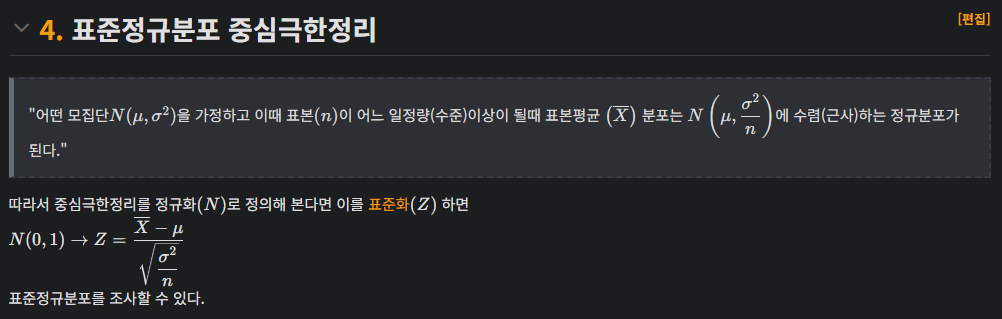 4. 표준정규분포 중심극한정리
[편집]
"어떤 모집단N(μ, σ²)을 가정하고 이때 표본(n)이 어느 일정량(수준)이상이 될때 표본평균 (X̄) 분포는 N(μ, σ²/n)에 수렴(근사)하는 정규분포가
된다."
따라서 중심극한정리를 정규화(N)로 정의해 본다면 이를 표준화(Z) 하면
N(0, 1) → Z = (X̄ − μ)/√(σ²/n)
표준정규분포를 조사할 수 있다.